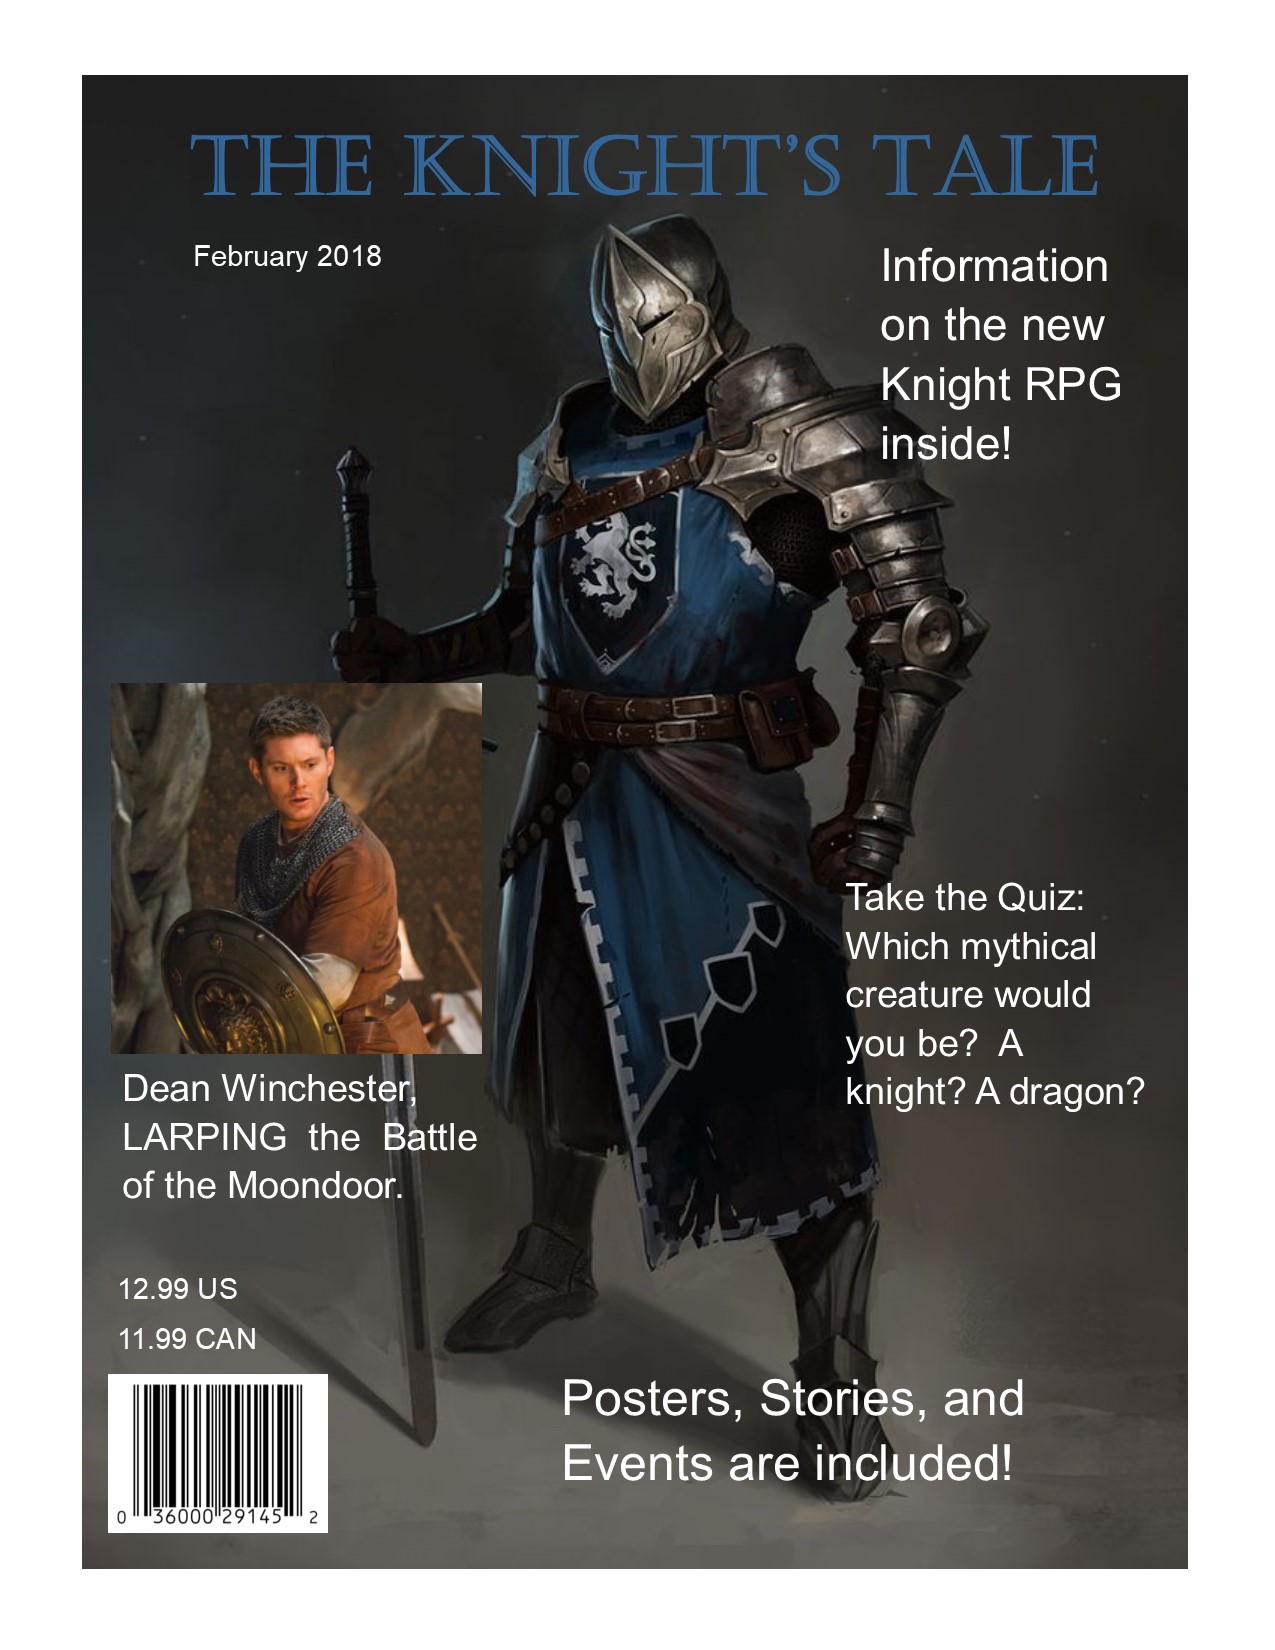 THE KNIGHT'S TALE
February 2018
Information
on the new
Knight RPG
inside!
Dean Winchester,
LARPING the Battle
of the Moondoor.
Take the Quiz:
Which mythical
creature would
you be? A
knight? A dragon?
12.99 US
11.99 CAN
Posters, Stories, and
Events are included!
0 36000 29145 2